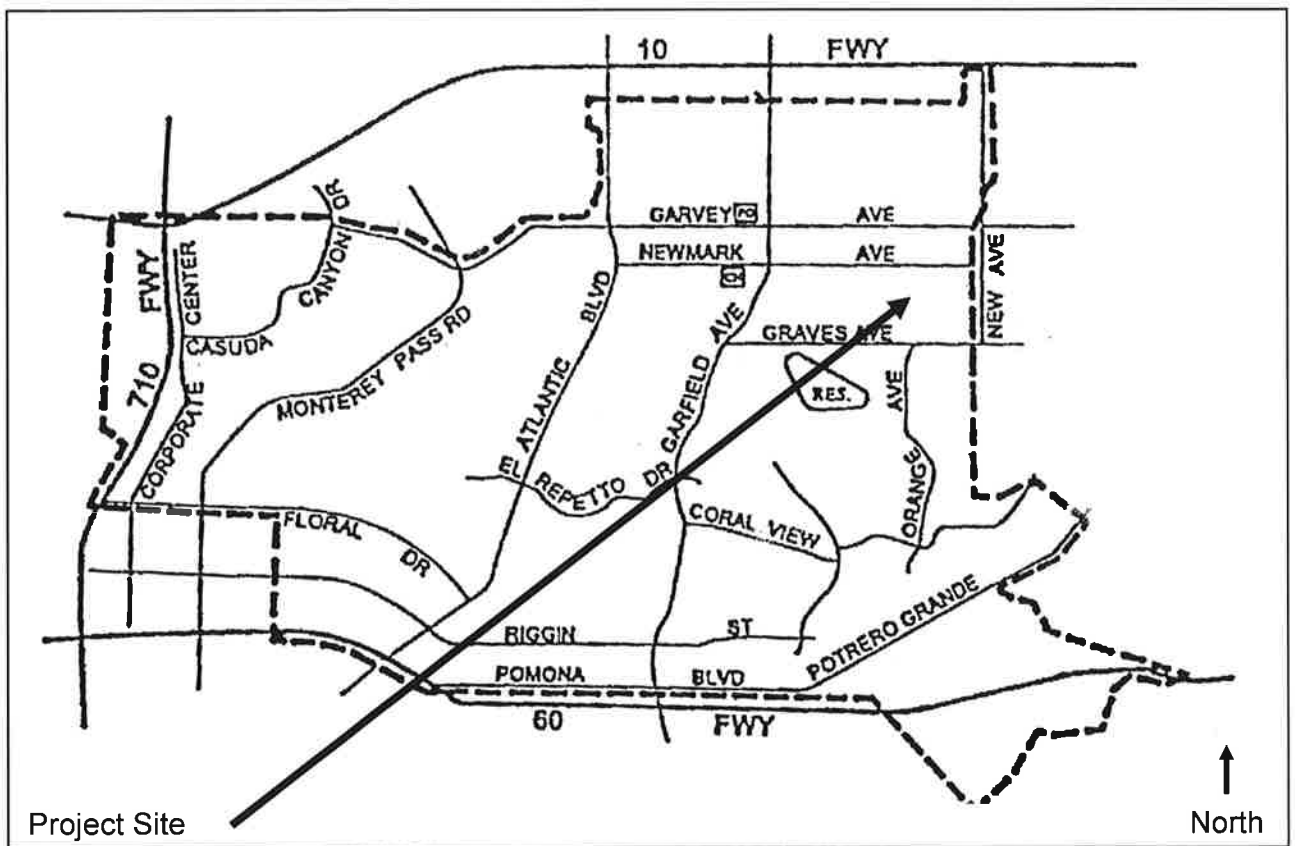 10 FWY
DR
GARVEY PO AVE
NEWMARK AVE
CANYON
FWY
CENTER
BLVD
AVE
NEW AVE
CASUDA
GRAVES AVE
MONTEREY PASS RD
710
CORPORATE
ATLANTIC
GARFIELD
RES.
AVE
EL REPETTO DR
ORANGE
FLORAL DR
CORAL VIEW
RIGGIN ST
POTRERO GRANDE
POMONA BLVD
60 FWY
Project Site
North